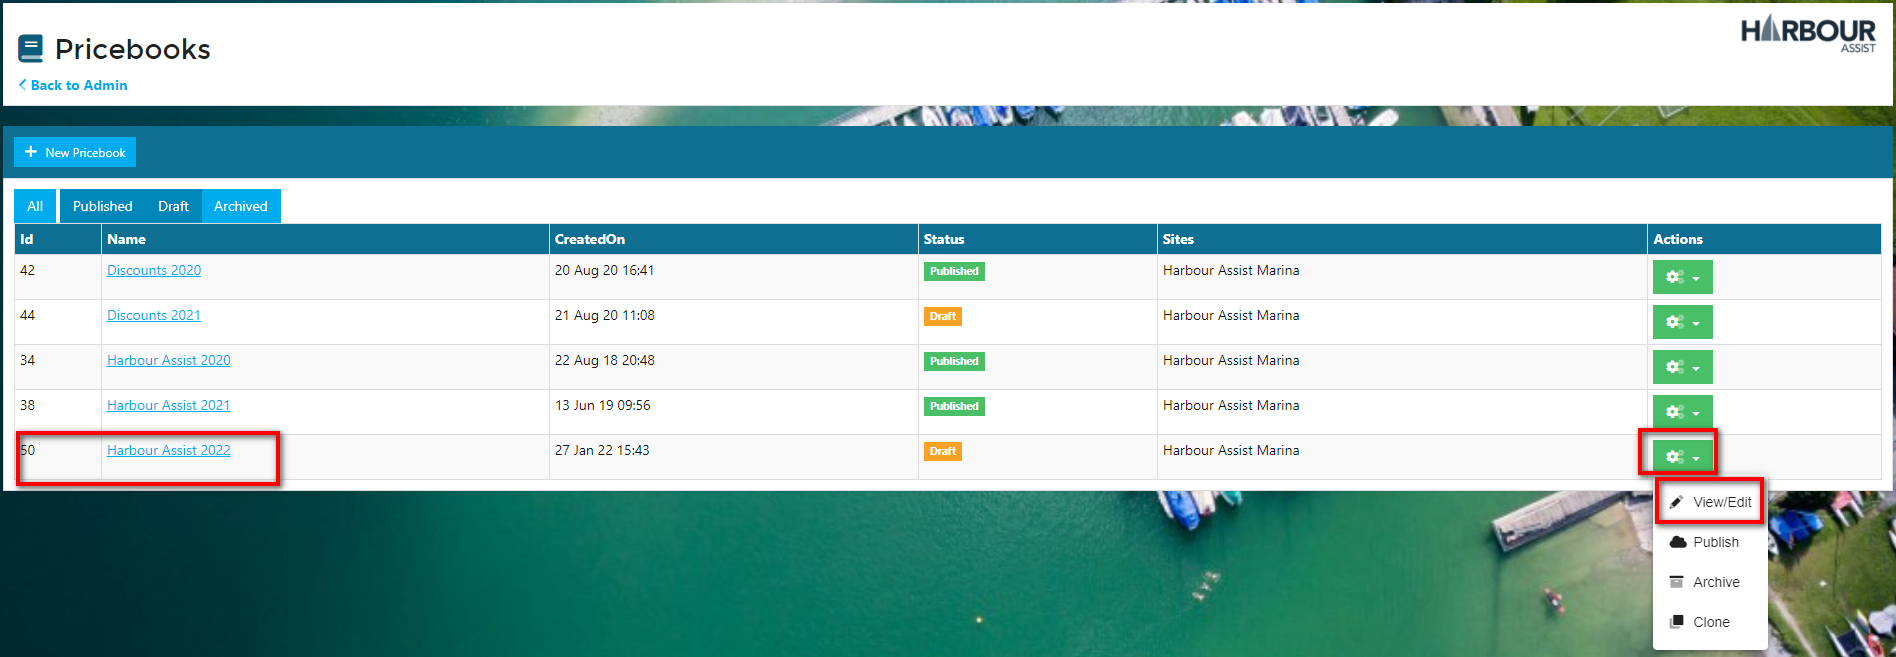 HARBOUR
ASSIST
Pricebooks
Back to Admin
New Pricebook
All Published Draft Archived
Id Name CreatedOn Status Sites Actions
42 Discounts 2020 20 Aug 20 16:41 Published Harbour Assist Marina
44 Discounts 2021 21 Aug 20 11:08 Draft Harbour Assist Marina
34 Harbour Assist 2020 22 Aug 18 20:48 Published Harbour Assist Marina
38 Harbour Assist 2021 13 Jun 19 09:56 Published Harbour Assist Marina
50 Harbour Assist 2022 27 Jan 22 15:43 Draft Harbour Assist Marina
View/Edit
Publish
Archive
Clone